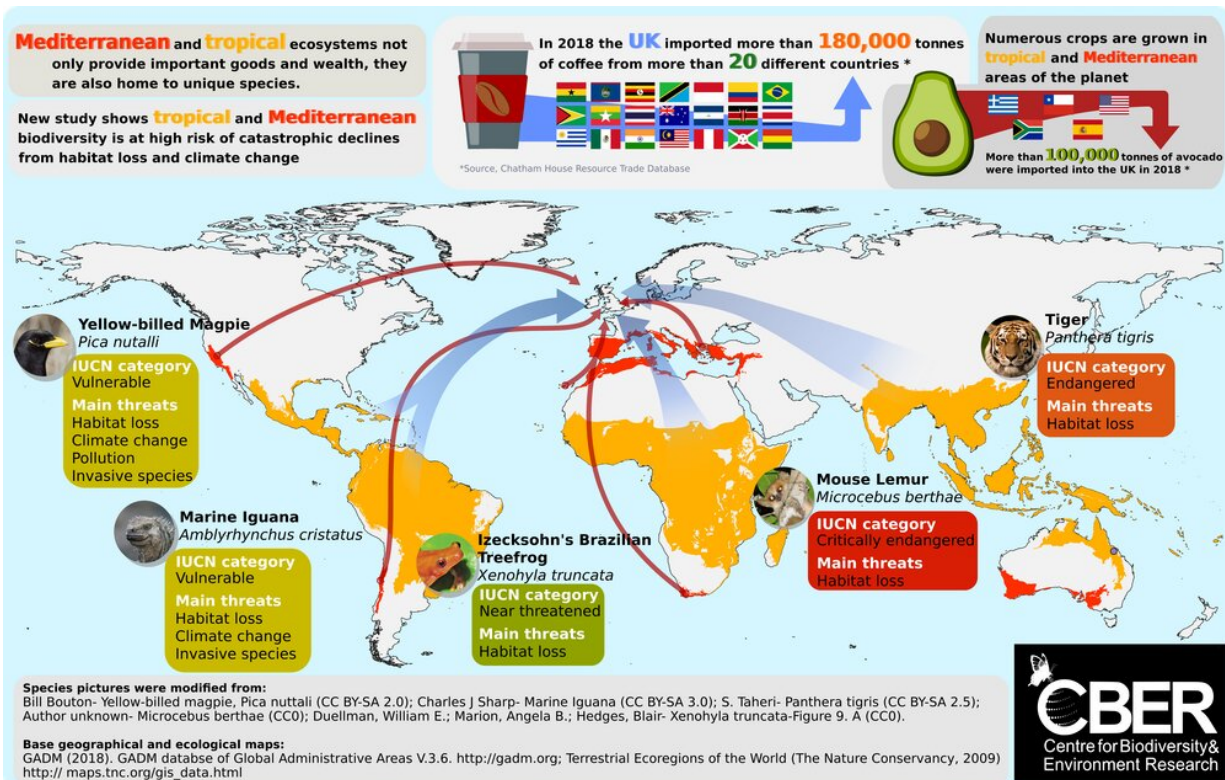 Mediterranean and tropical ecosystems not
only provide important goods and wealth, they
are also home to unique species.
New study shows tropical and Mediterranean
biodiversity is at high risk of catastrophic declines
from habitat loss and climate change
In 2018 the UK imported more than 180,000 tonnes
of coffee from more than 20 different countries *
*Source, Chatham House Resource Trade Database
Numerous crops are grown in
tropical and Mediterranean
areas of the planet
More than 100,000 tonnes of avocado
were imported into the UK in 2018 *
Yellow-billed Magpie
Pica nutalli
IUCN category
Vulnerable
Main threats
Habitat loss
Climate change
Pollution
Invasive species
Marine Iguana
Amblyrhynchus cristatus
IUCN category
Vulnerable
Main threats
Habitat loss
Climate change
Invasive species
Izecksohn's Brazilian
Treefrog
Xenohyla truncata
IUCN category
Near threatened
Main threats
Habitat loss
Mouse Lemur
Microcebus berthae
IUCN category
Critically endangered
Main threats
Habitat loss
Tiger
Panthera tigris
IUCN category
Endangered
Main threats
Habitat loss
Species pictures were modified from:
Bill Bouton- Yellow-billed magpie, Pica nuttali (CC BY-SA 2.0); Charles J Sharp- Marine Iguana (CC BY-SA 3.0); S. Taheri- Panthera tigris (CC BY-SA 2.5);
Author unknown- Microcebus berthae (CC0); Duellman, William E.; Marion, Angela B.; Hedges, Blair- Xenohyla truncata-Figure 9. A (CC0).
Base geographical and ecological maps:
GADM (2018). GADM databse of Global Administrative Areas V.3.6. http://gadm.org; Terrestrial Ecoregions of the World (The Nature Conservancy, 2009)
http:// maps.tnc.org/gis_data.html
CBER
Centre for Biodiversity&
Environment Research